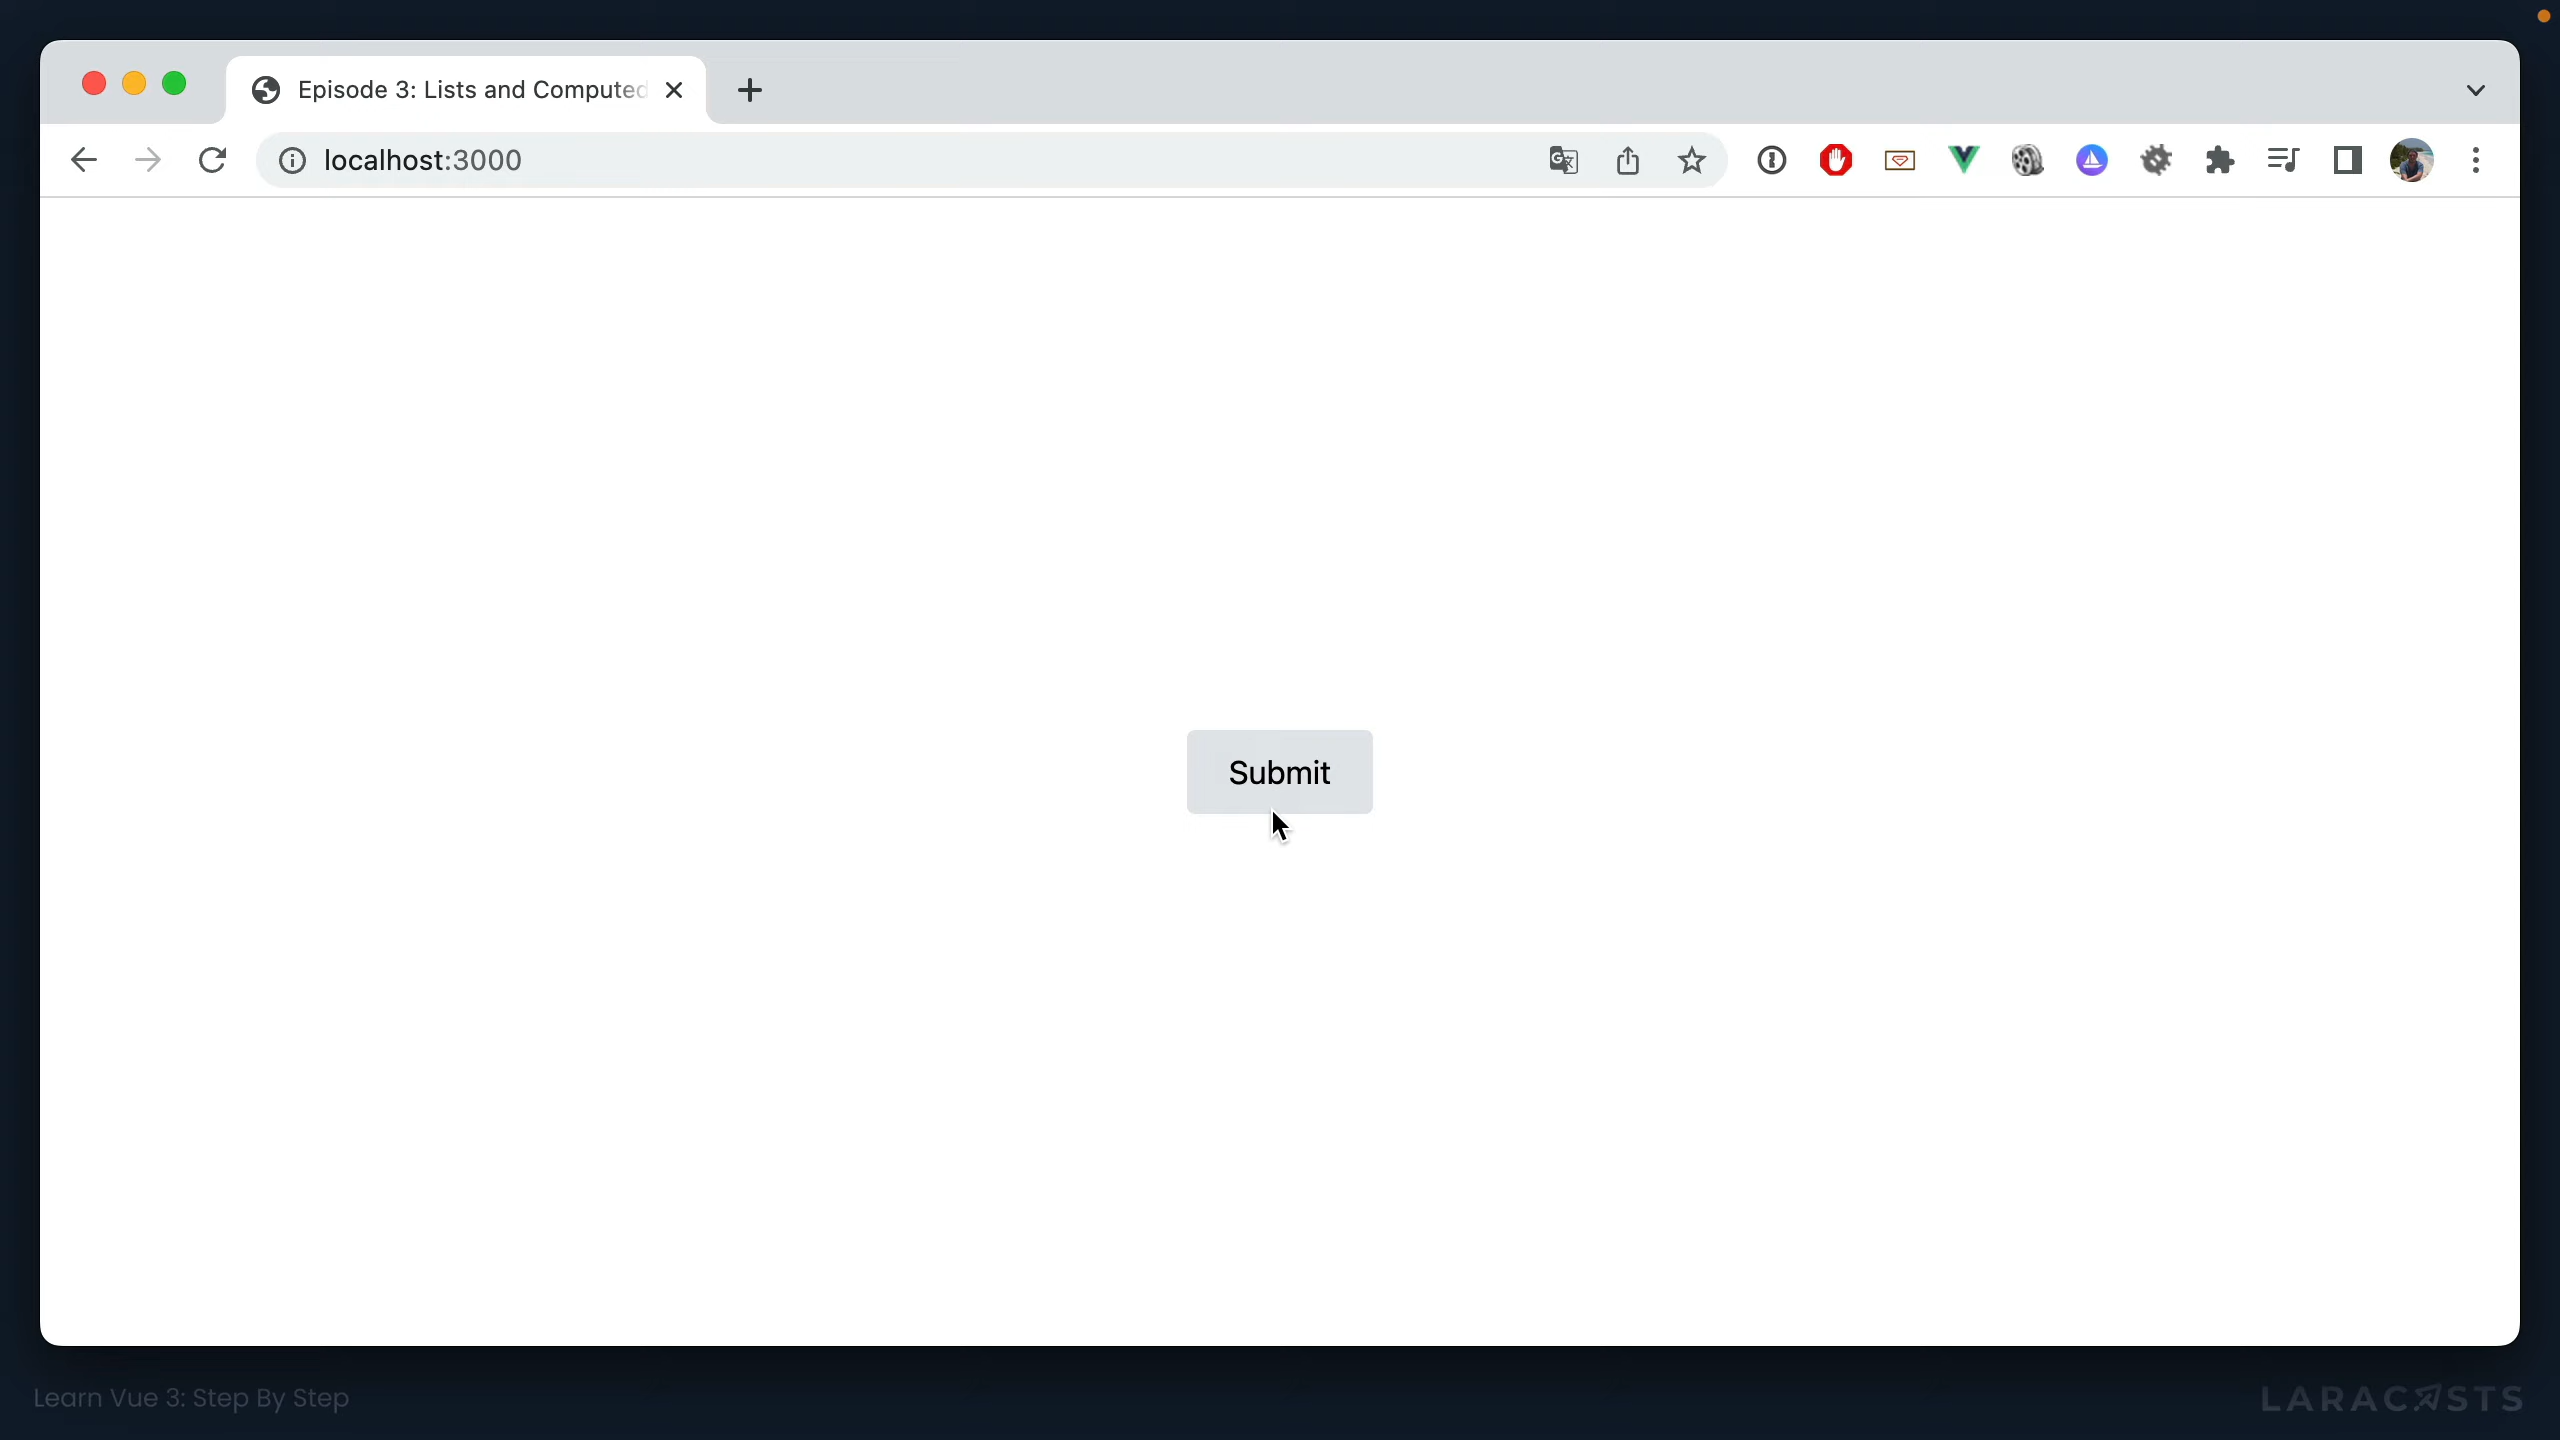 Episode 3: Lists and Computed
localhost:3000
Submit
Learn Vue 3: Step By Step
LARACASTS